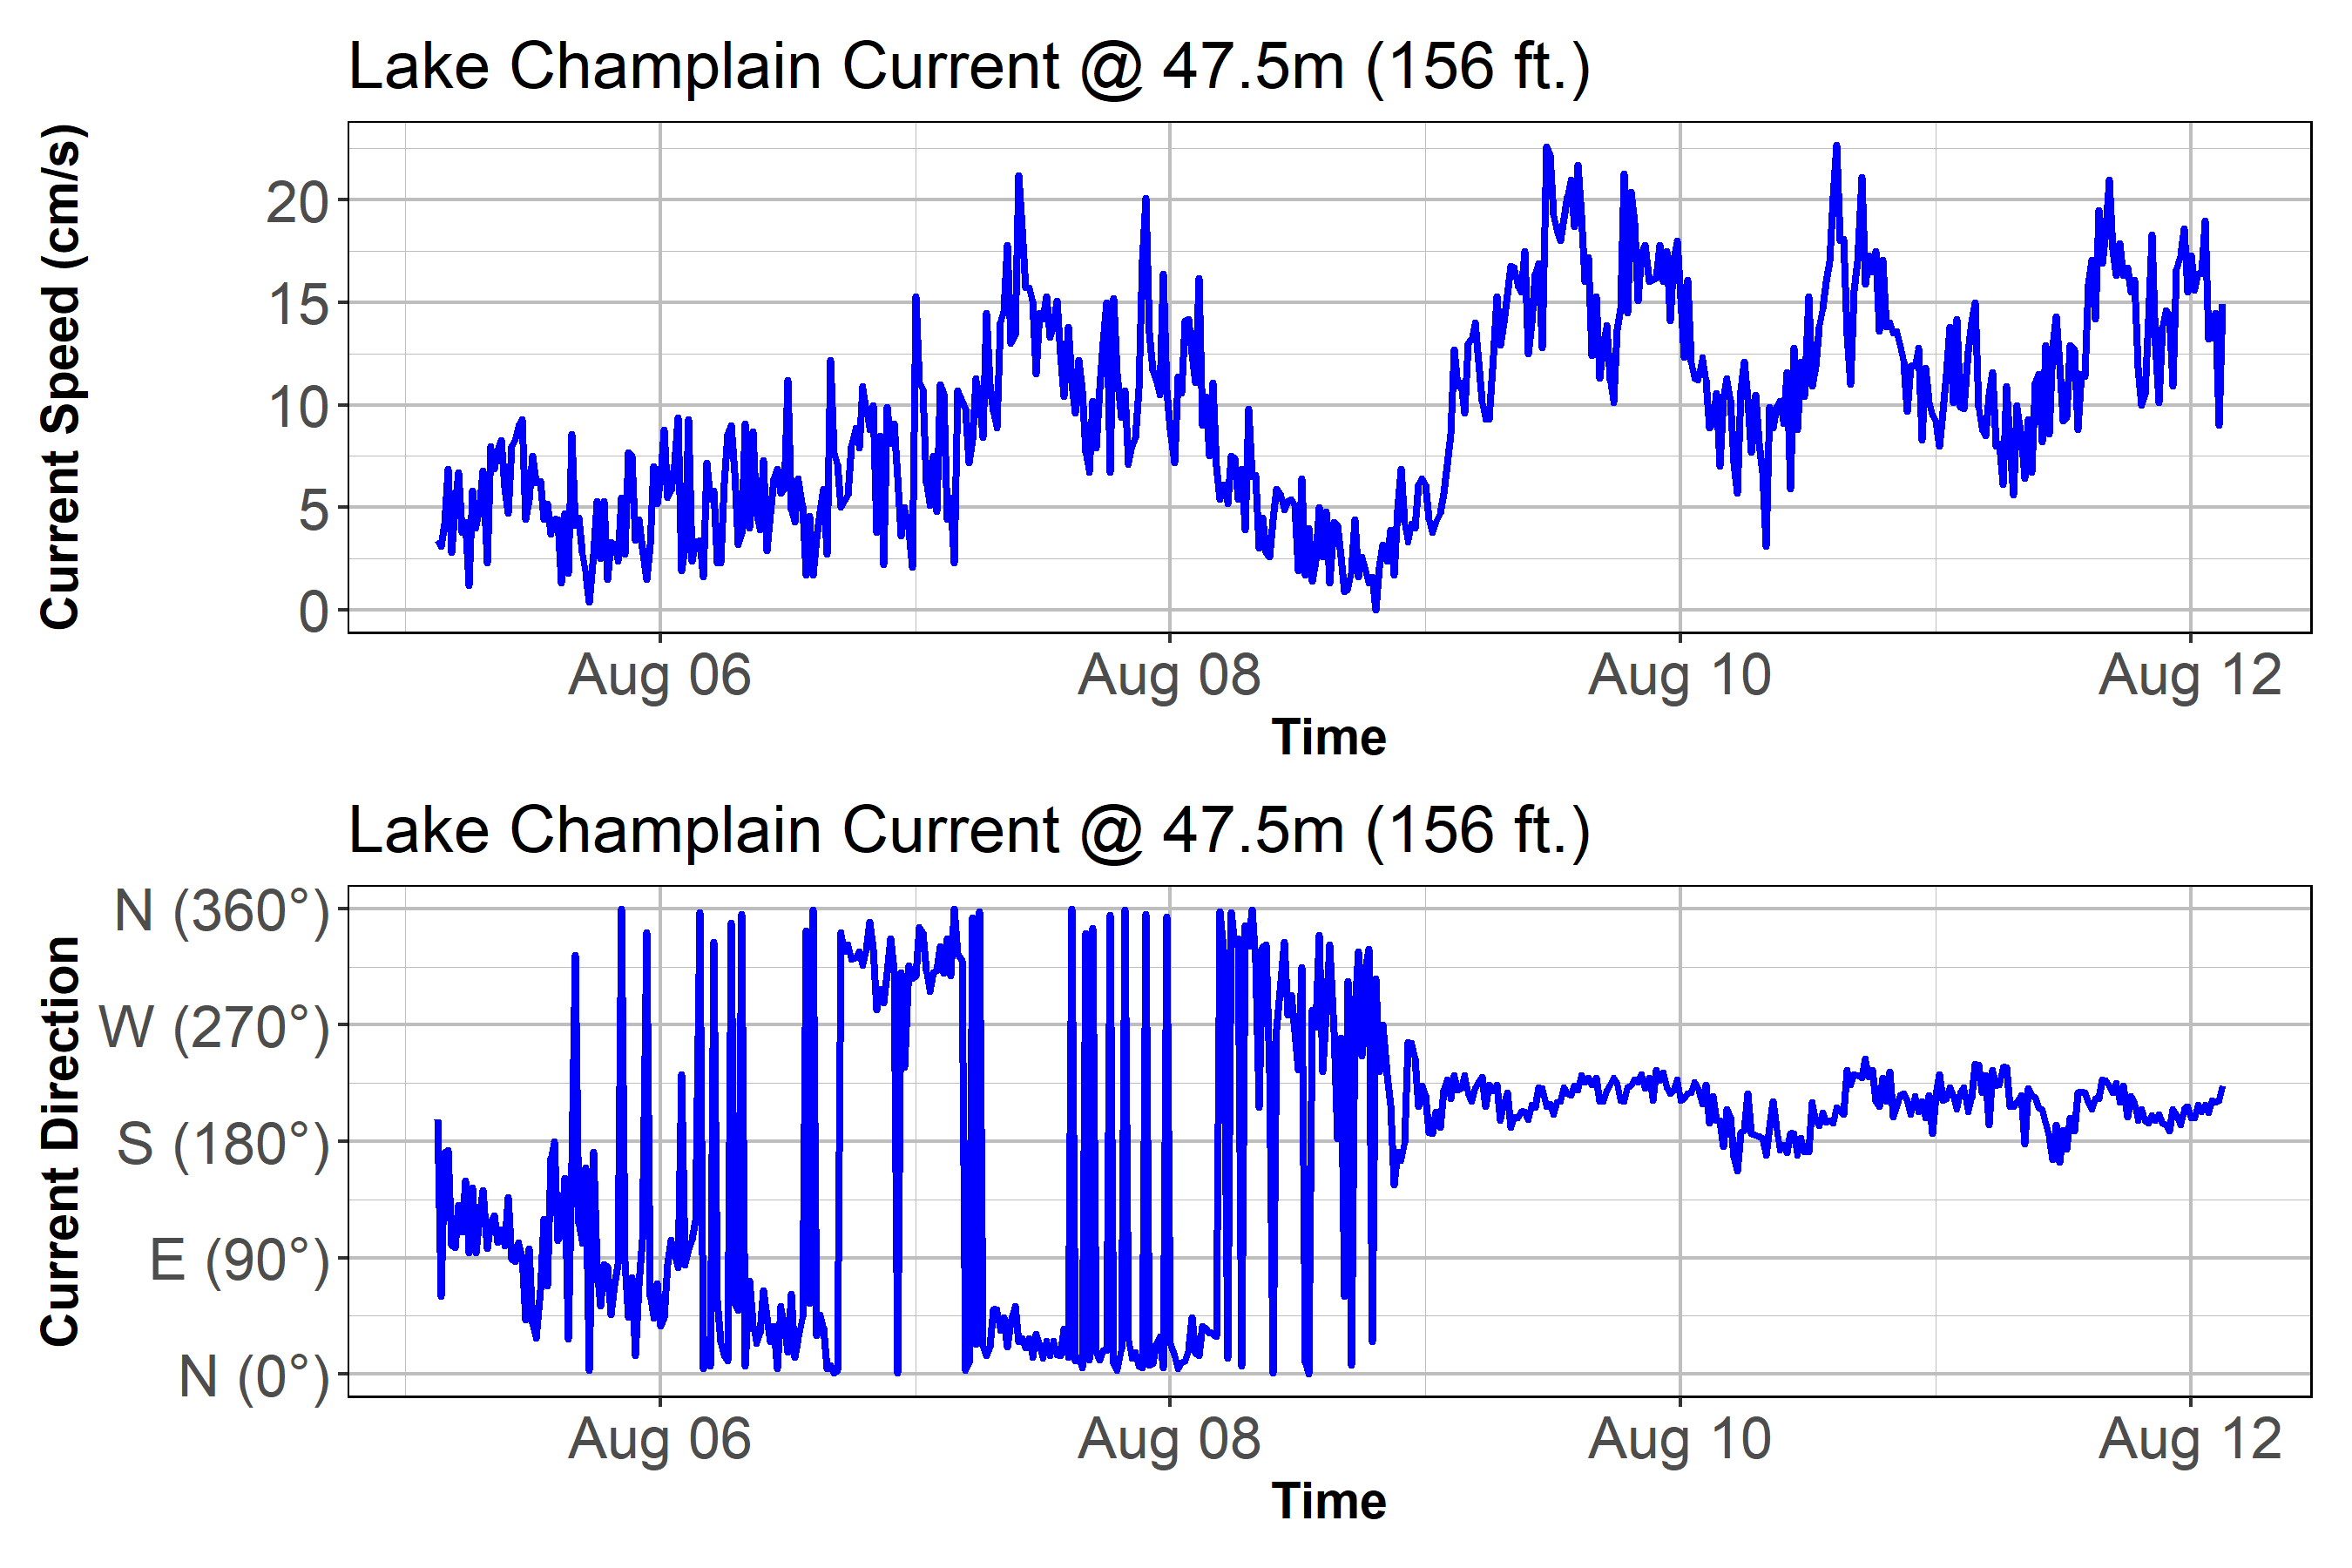 Lake Champlain Current @ 47.5m (156 ft.)
Current Speed (cm/s)
20
15
10
5
0
Aug 06
Aug 08
Aug 10
Aug 12
Time
Lake Champlain Current @ 47.5m (156 ft.)
Current Direction
N (360°)
W (270°)
S (180°)
E (90°)
N (0°)
Aug 06
Aug 08
Aug 10
Aug 12
Time